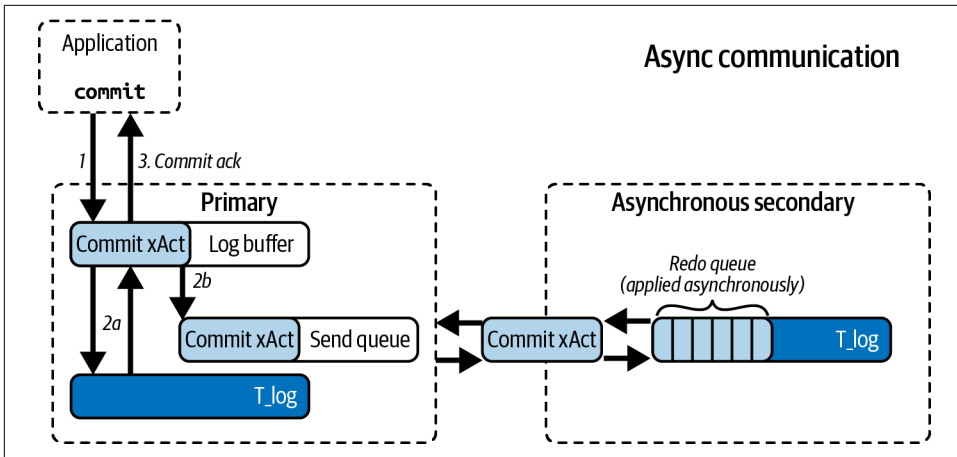 Application
Async communication
commit
1
3. Commit ack
Primary
Asynchronous secondary
Commit xAct
Log buffer
Redo queue
(applied asynchronously)
2b
2a
Commit xAct
Send queue
Commit xAct
T_log
T_log